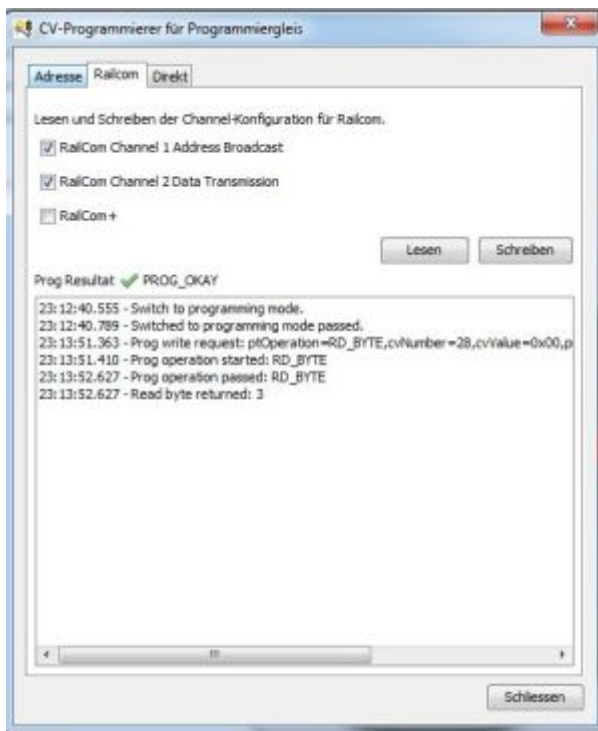 CV-Programmierer für Programmiergleis
Adresse Railcom Direkt
Lesen und Schreiben der Channel-Konfiguration für Railcom.
RailCom Channel 1 Address Broadcast
RailCom Channel 2 Data Transmission
RailCom+
Lesen Schreiben
Prog Resultat PROG_OKAY
23:12:40.555 - Switch to programming mode.
23:12:40.789 - Switched to programming mode passed.
23:13:51.363 - Prog write request: ptOperation=RD_BYTE,cvNumber=28,cvValue=0x00,p
23:13:51.410 - Prog operation started: RD_BYTE
23:13:52.627 - Prog operation passed: RD_BYTE
23:13:52.627 - Read byte returned: 3
Schliessen